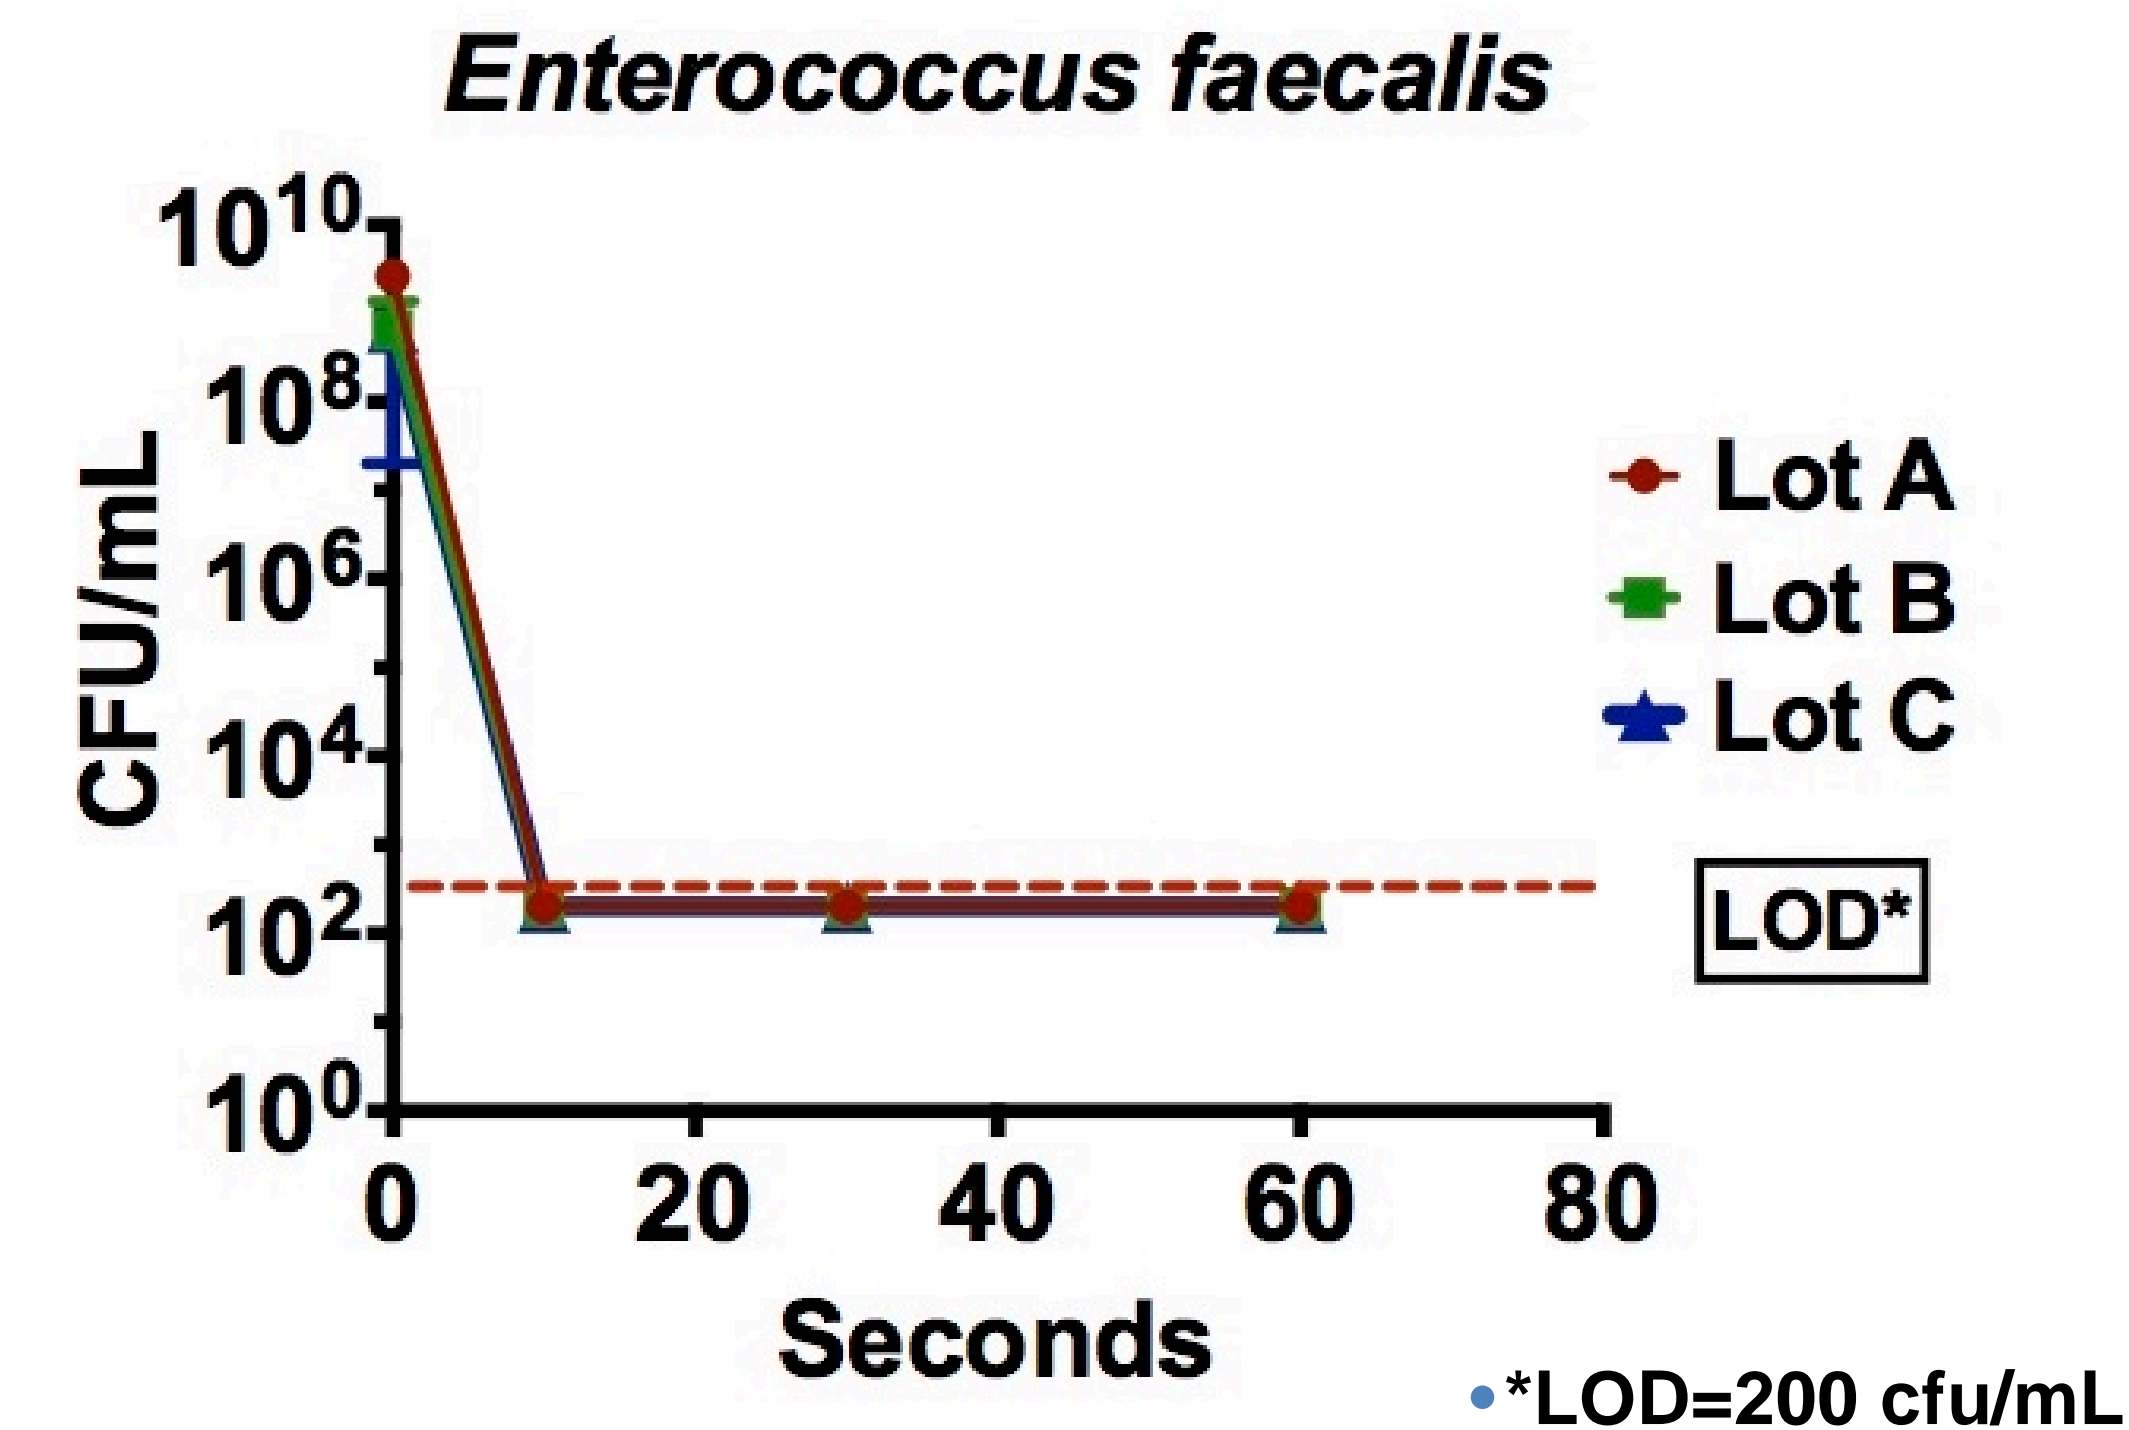 Enterococcus faecalis
CFU/mL
10¹⁰
10⁸
10⁶
10⁴
10²
10⁰
0 20 40 60 80
Seconds
Lot A
Lot B
Lot C
LOD*
•*LOD=200 cfu/mL